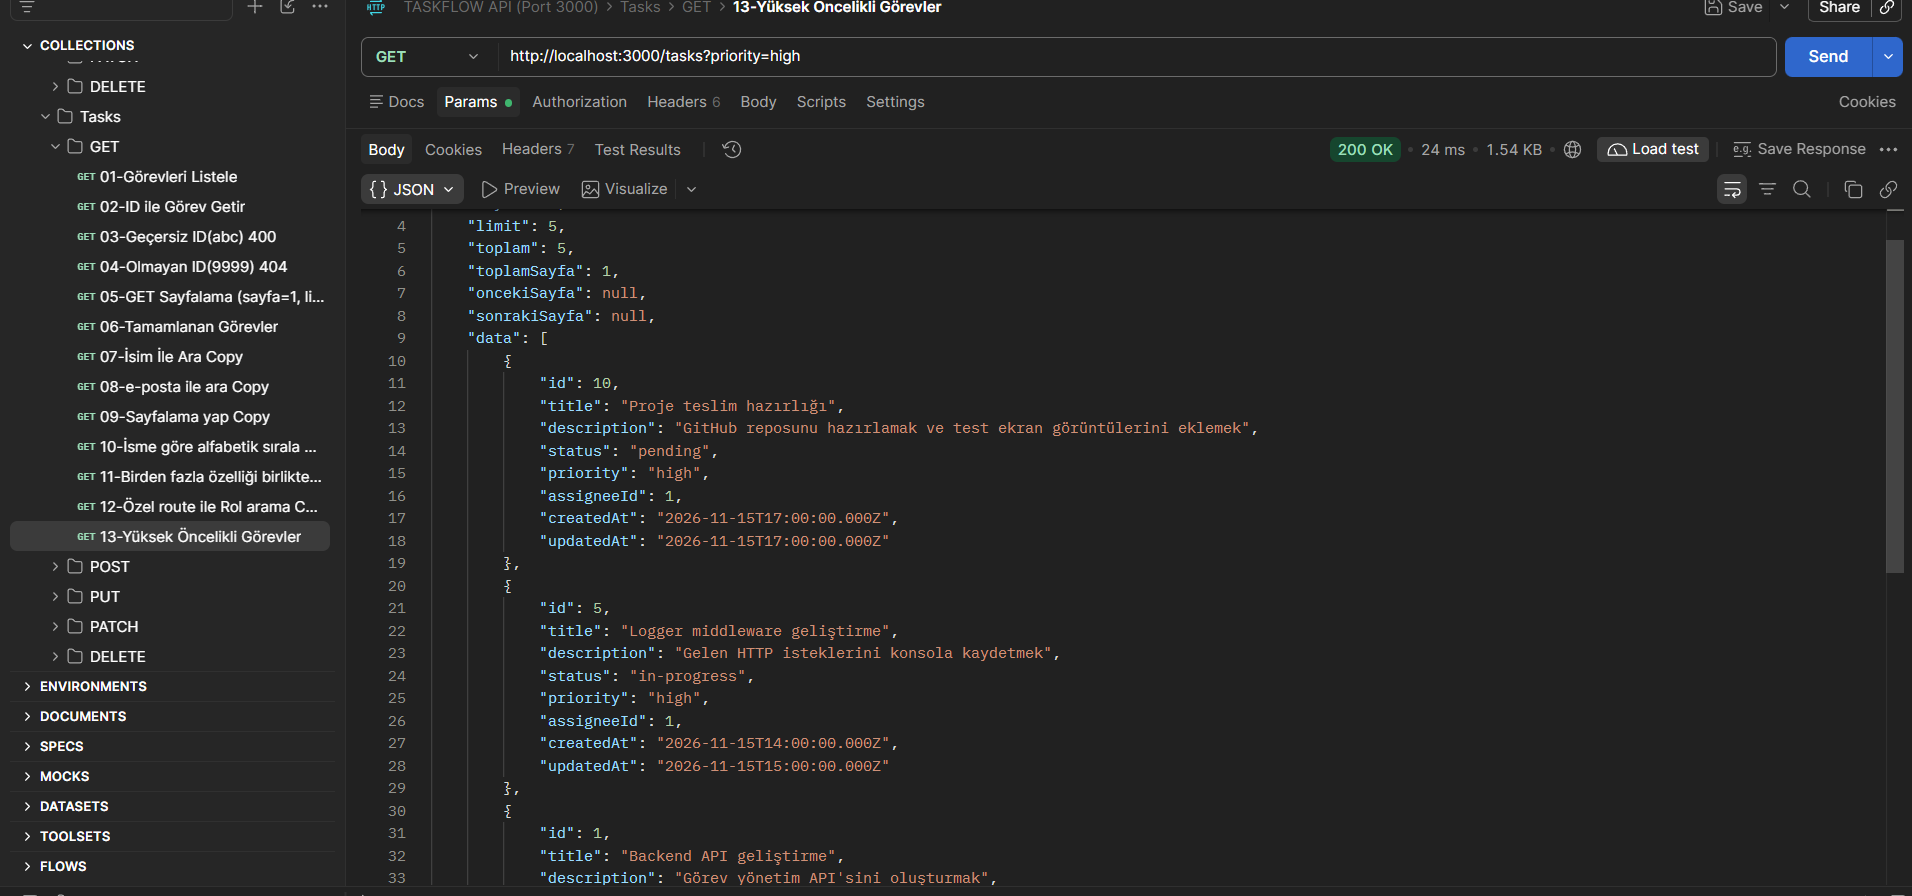 TASKFLOW API (Port 3000) > Tasks > GET > 13-Yüksek Öncelikli Görevler
Save
Share
COLLECTIONS
PATCH
DELETE
Tasks
GET
GET 01-Görevleri Listele
GET 02-ID ile Görev Getir
GET 03-Geçersiz ID(abc) 400
GET 04-Olmayan ID(9999) 404
GET 05-GET Sayfalama (sayfa=1, li...
GET 06-Tamamlanan Görevler
GET 07-İsim İle Ara Copy
GET 08-e-posta ile ara Copy
GET 09-Sayfalama yap Copy
GET 10-İsme göre alfabetik sırala ...
GET 11-Birden fazla özelliği birlikte...
GET 12-Özel route ile Rol arama C...
GET 13-Yüksek Öncelikli Görevler
POST
PUT
PATCH
DELETE
ENVIRONMENTS
DOCUMENTS
SPECS
MOCKS
DATASETS
TOOLSETS
FLOWS
GET http://localhost:3000/tasks?priority=high
Send
Docs Params Authorization Headers 6 Body Scripts Settings
Cookies
Body Cookies Headers 7 Test Results
200 OK • 24 ms • 1.54 KB
Load test
e.g. Save Response
{} JSON Preview Visualize
4 "limit": 5,
5 "toplam": 5,
6 "toplamSayfa": 1,
7 "oncekiSayfa": null,
8 "sonrakiSayfa": null,
9 "data": [
10 {
11 "id": 10,
12 "title": "Proje teslim hazırlığı",
13 "description": "GitHub reposunu hazırlamak ve test ekran görüntülerini eklemek",
14 "status": "pending",
15 "priority": "high",
16 "assigneeId": 1,
17 "createdAt": "2026-11-15T17:00:00.000Z",
18 "updatedAt": "2026-11-15T17:00:00.000Z"
19 },
20 {
21 "id": 5,
22 "title": "Logger middleware geliştirme",
23 "description": "Gelen HTTP isteklerini konsola kaydetmek",
24 "status": "in-progress",
25 "priority": "high",
26 "assigneeId": 1,
27 "createdAt": "2026-11-15T14:00:00.000Z",
28 "updatedAt": "2026-11-15T15:00:00.000Z"
29 },
30 {
31 "id": 1,
32 "title": "Backend API geliştirme",
33 "description": "Görev yönetim API'sini oluşturmak",